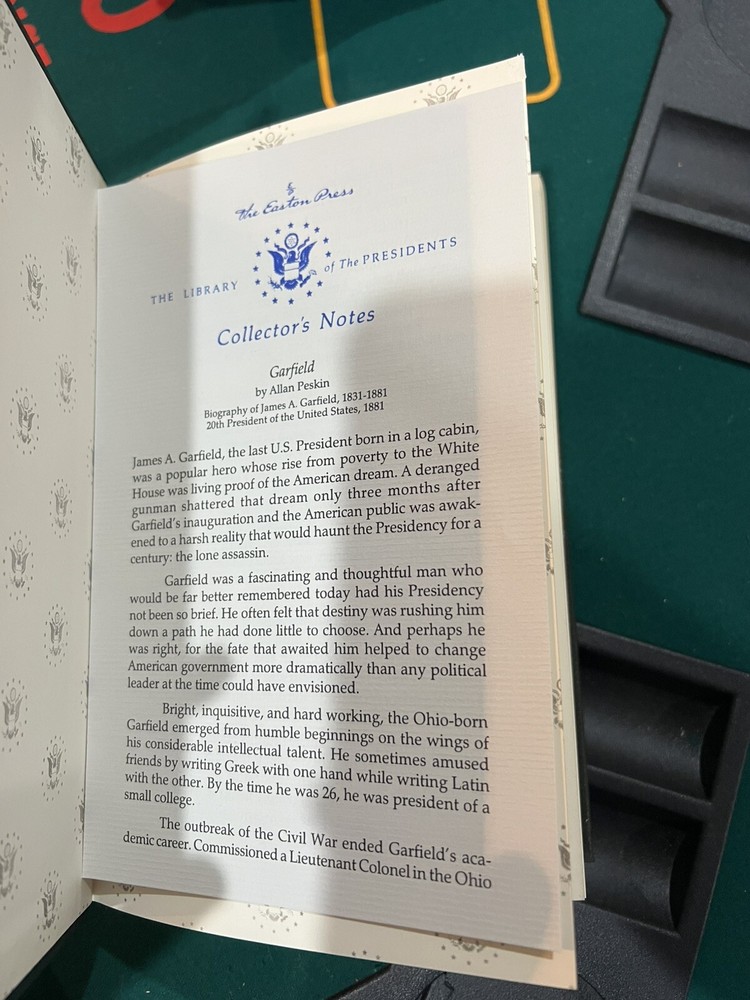 The Easton Press
THE LIBRARY of The PRESIDENTS
Collector's Notes
Garfield
by Allan Peskin
Biography of James A. Garfield, 1831-1881
20th President of the United States, 1881
James A. Garfield, the last U.S. President born in a log cabin,
was a popular hero whose rise from poverty to the White
House was living proof of the American dream. A deranged
gunman shattered that dream only three months after
Garfield's inauguration and the American public was awak-
ened to a harsh reality that would haunt the Presidency for a
century: the lone assassin.
Garfield was a fascinating and thoughtful man who
would be far better remembered today had his Presidency
not been so brief. He often felt that destiny was rushing him
down a path he had done little to choose. And perhaps he
was right, for the fate that awaited him helped to change
American government more dramatically than any political
leader at the time could have envisioned.
Bright, inquisitive, and hard working, the Ohio-born
Garfield emerged from humble beginnings on the wings of
his considerable intellectual talent. He sometimes amused
friends by writing Greek with one hand while writing Latin
with the other. By the time he was 26, he was president of a
small college.
The outbreak of the Civil War ended Garfield's aca-
demic career. Commissioned a Lieutenant Colonel in the Ohio